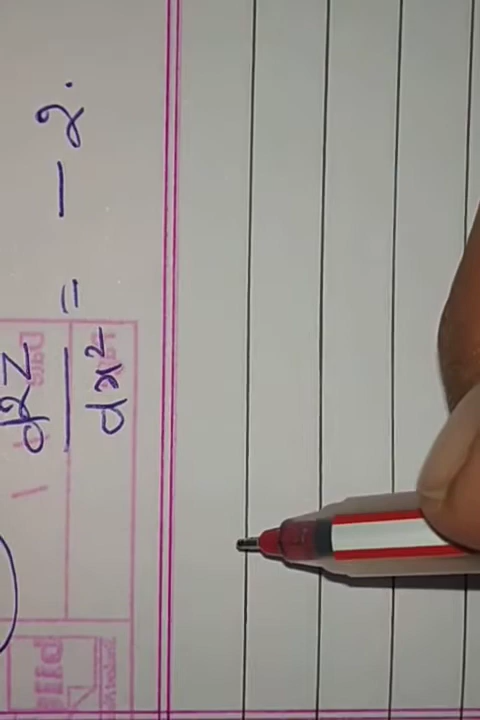 d²Z/dx² = - 2.